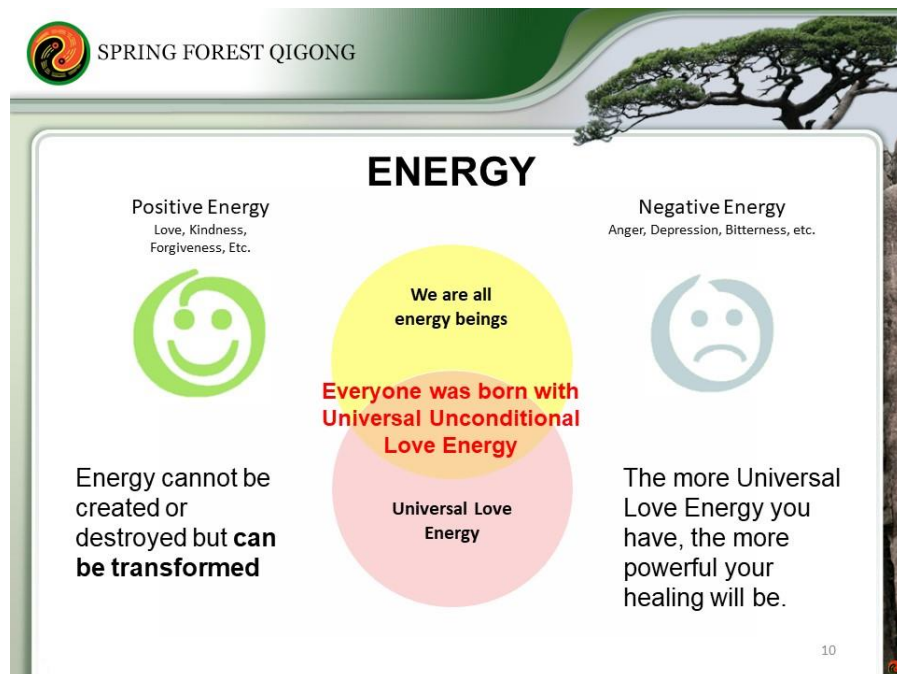 SPRING FOREST QIGONG
ENERGY
Positive Energy
Love, Kindness,
Forgiveness, Etc.
Negative Energy
Anger, Depression, Bitterness, etc.
We are all
energy beings
Everyone was born with
Universal Unconditional
Love Energy
Universal Love
Energy
Energy cannot be
created or
destroyed but can
be transformed
The more Universal
Love Energy you
have, the more
powerful your
healing will be.
10